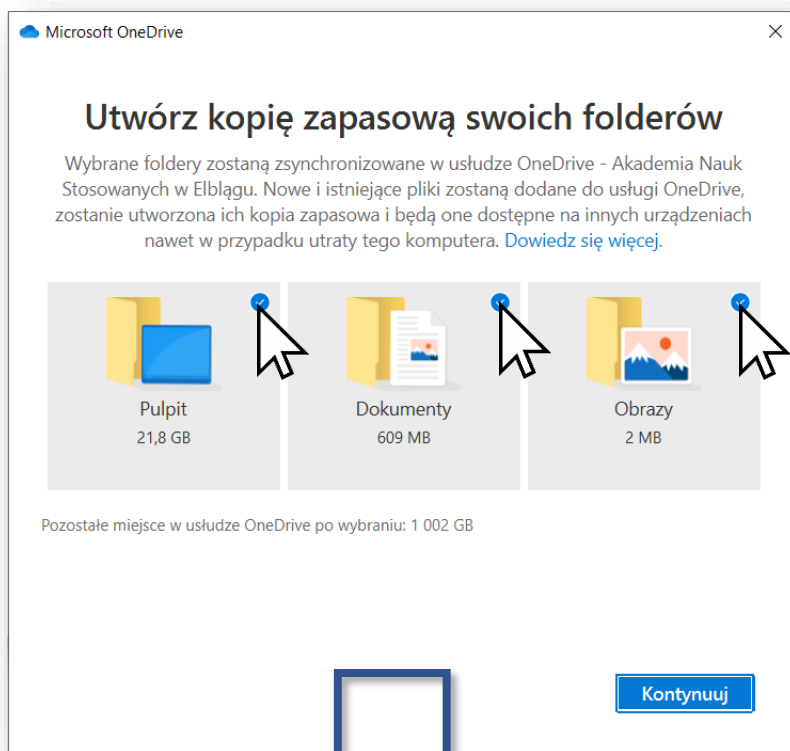 Microsoft OneDrive
Utwórz kopię zapasową swoich folderów
Wybrane foldery zostaną zsynchronizowane w usłudze OneDrive - Akademia Nauk
Stosowanych w Elblągu. Nowe i istniejące pliki zostaną dodane do usługi OneDrive,
zostanie utworzona ich kopia zapasowa i będą one dostępne na innych urządzeniach
nawet w przypadku utraty tego komputera. Dowiedz się więcej.
Pulpit
21,8 GB
Dokumenty
609 MB
Obrazy
2 MB
Pozostałe miejsce w usłudze OneDrive po wybraniu: 1 002 GB
Kontynuuj